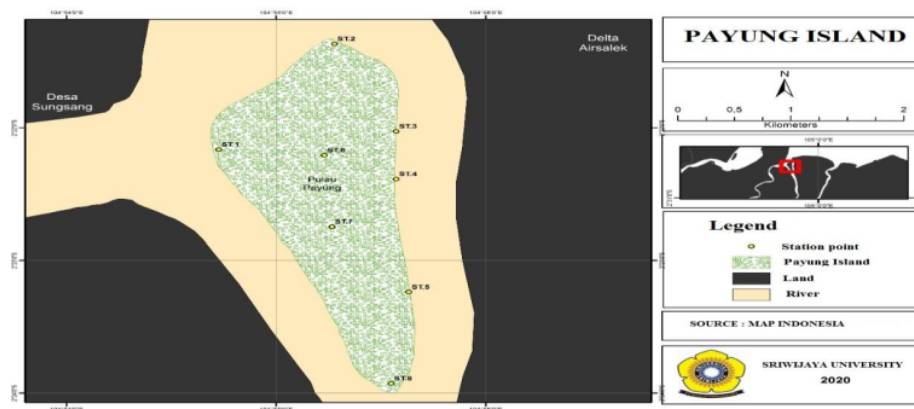 ST.2
Delta
Airsalek
Desa
Sungsang
ST.3
ST.1
ST.6
ST.4
Pulau
Payung
ST.7
ST.5
ST.8
PAYUNG ISLAND
N
0 0,5 1 2
Kilometers
Legend
Station point
Payung Island
Land
River
SOURCE : MAP INDONESIA
SRIWIJAYA UNIVERSITY
2020